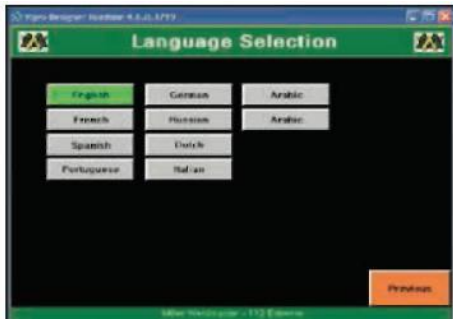 Language Selection
English German Arabic
French Russian Arabic
Spanish Dutch
Portuguese Italian
Previous